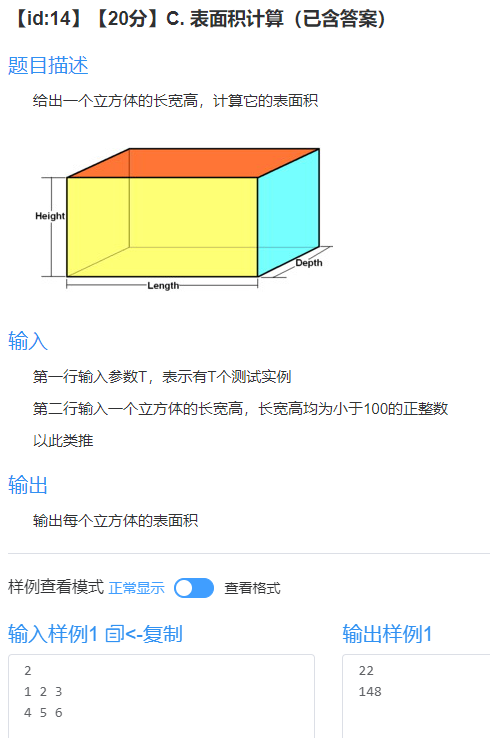 【id:14】【20分】C. 表面积计算（已含答案）
题目描述
给出一个立方体的长宽高，计算它的表面积
Height
Depth
Length
输入
第一行输入参数T，表示有T个测试实例
第二行输入一个立方体的长宽高，长宽高均为小于100的正整数
以此类推
输出
输出每个立方体的表面积
样例查看模式 正常显示 查看格式
输入样例1 <-复制
2
1 2 3
4 5 6
输出样例1
22
148